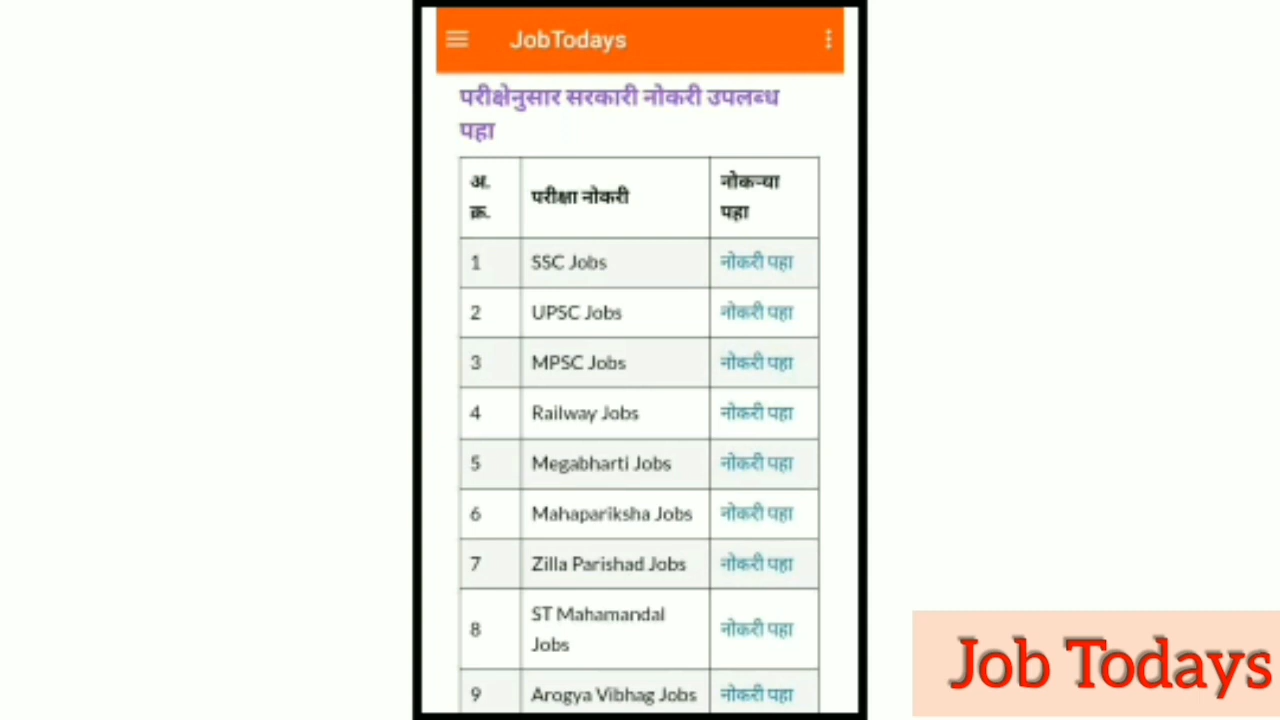 JobTodays
परीक्षेनुसार सरकारी नोकरी उपलब्ध
पहा
अ. क्र. परीक्षा नोकरी नोकऱ्या पहा
1 SSC Jobs नोकरी पहा
2 UPSC Jobs नोकरी पहा
3 MPSC Jobs नोकरी पहा
4 Railway Jobs नोकरी पहा
5 Megabharti Jobs नोकरी पहा
6 Mahapariksha Jobs नोकरी पहा
7 Zilla Parishad Jobs नोकरी पहा
8 ST Mahamandal Jobs नोकरी पहा
9 Arogya Vibhag Jobs नोकरी पहा
Job Todays